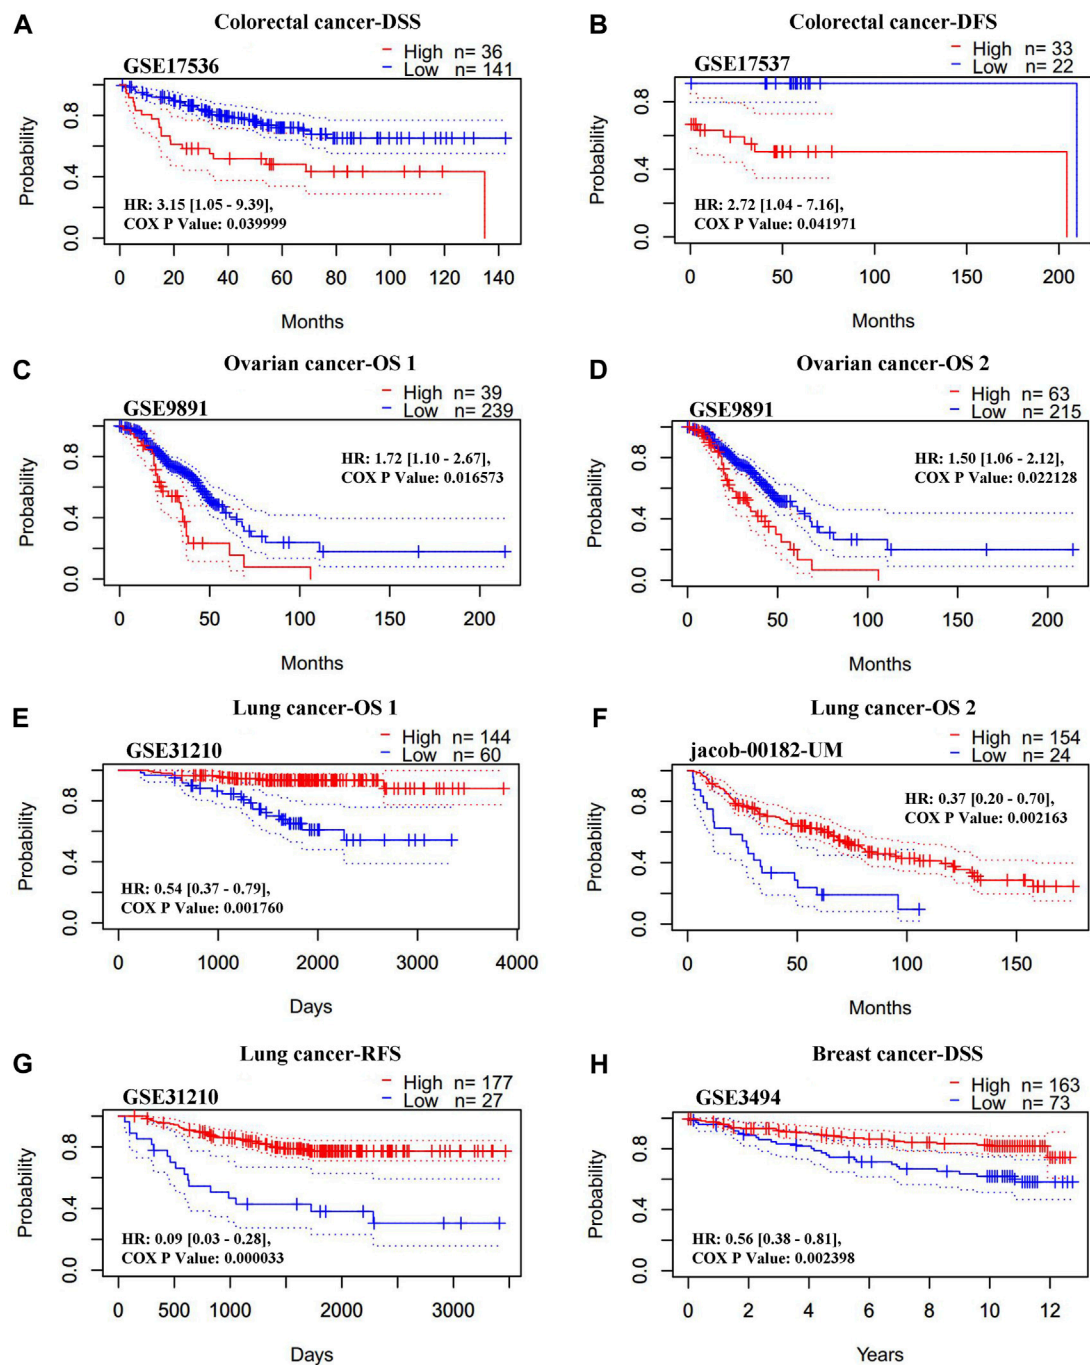 A Colorectal cancer-DSS
High n= 36
GSE17536 Low n= 141
Probability
0.0 0.4 0.8
HR: 3.15 [1.05 - 9.39],
COX P Value: 0.039999
0 20 40 60 80 100 120 140
Months
B Colorectal cancer-DFS
High n= 33
GSE17537 Low n= 22
Probability
0.0 0.4 0.8
HR: 2.72 [1.04 - 7.16],
COX P Value: 0.041971
0 50 100 150 200
Months
C Ovarian cancer-OS 1
High n= 39
GSE9891 Low n= 239
Probability
0.0 0.4 0.8
HR: 1.72 [1.10 - 2.67],
COX P Value: 0.016573
0 50 100 150 200
Months
D Ovarian cancer-OS 2
High n= 63
GSE9891 Low n= 215
Probability
0.0 0.4 0.8
HR: 1.50 [1.06 - 2.12],
COX P Value: 0.022128
0 50 100 150 200
Months
E Lung cancer-OS 1
High n= 144
GSE31210 Low n= 60
Probability
0.0 0.4 0.8
HR: 0.54 [0.37 - 0.79],
COX P Value: 0.001760
0 1000 2000 3000 4000
Days
F Lung cancer-OS 2
High n= 154
jacob-00182-UM Low n= 24
Probability
0.0 0.4 0.8
HR: 0.37 [0.20 - 0.70],
COX P Value: 0.002163
0 50 100 150
Months
G Lung cancer-RFS
High n= 177
GSE31210 Low n= 27
Probability
0.0 0.4 0.8
HR: 0.09 [0.03 - 0.28],
COX P Value: 0.000033
0 500 1000 2000 3000
Days
H Breast cancer-DSS
High n= 163
GSE3494 Low n= 73
Probability
0.0 0.4 0.8
HR: 0.56 [0.38 - 0.81],
COX P Value: 0.002398
0 2 4 6 8 10 12
Years